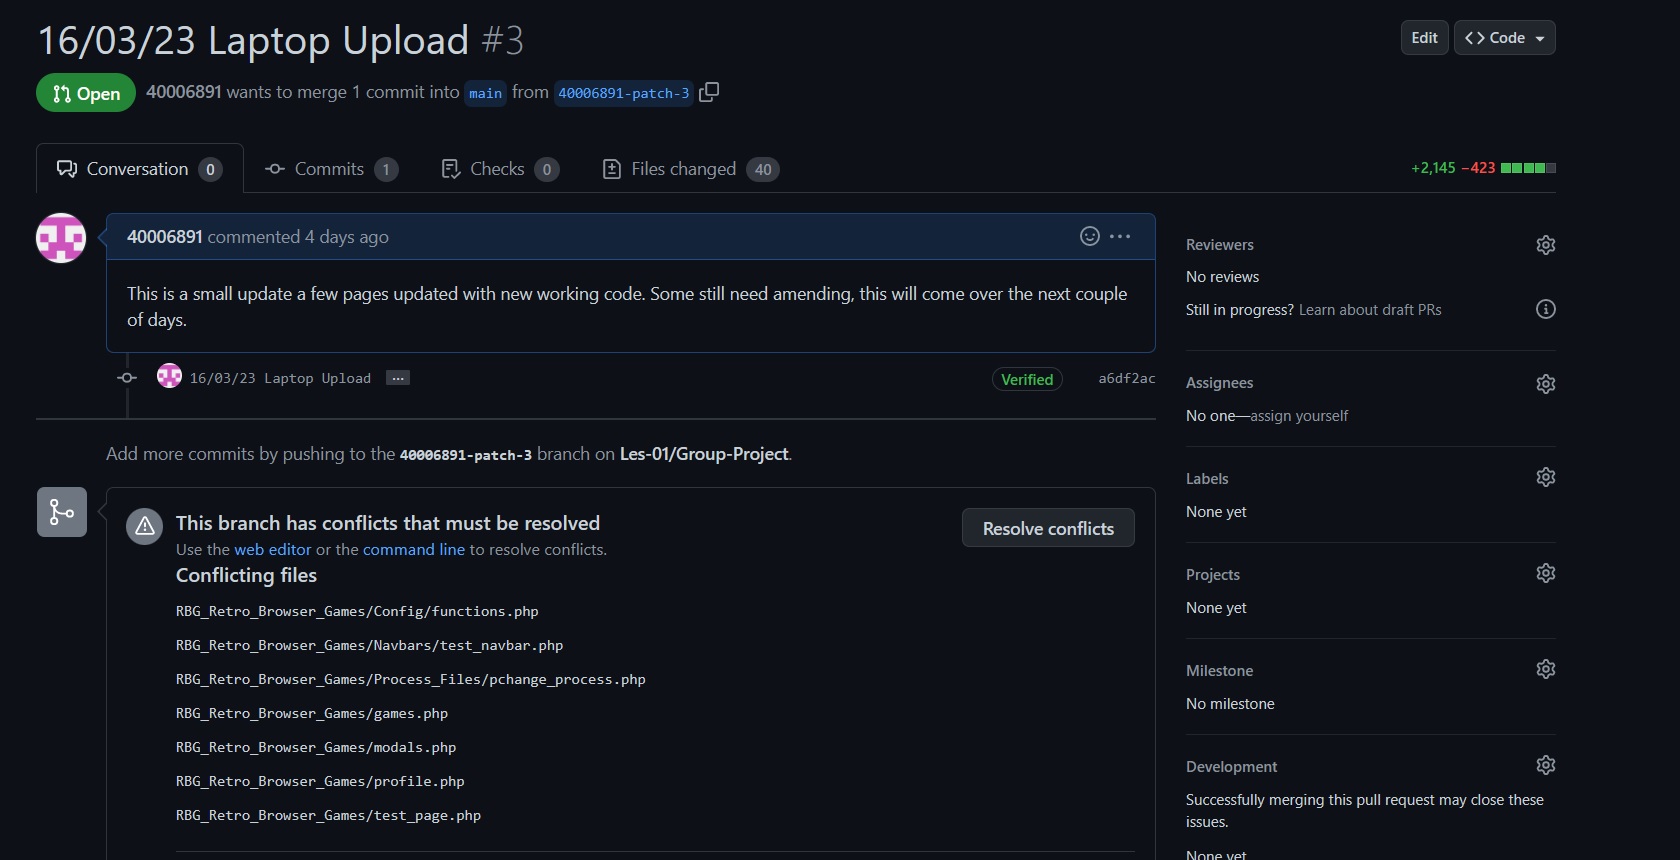 16/03/23 Laptop Upload #3
Edit
<> Code
Open
40006891 wants to merge 1 commit into main from 40006891-patch-3
Conversation 0
Commits 1
Checks 0
Files changed 40
+2,145 −423
40006891 commented 4 days ago
This is a small update a few pages updated with new working code. Some still need amending, this will come over the next couple
of days.
16/03/23 Laptop Upload ...
Verified
a6df2ac
Add more commits by pushing to the 40006891-patch-3 branch on Les-01/Group-Project.
This branch has conflicts that must be resolved
Use the web editor or the command line to resolve conflicts.
Resolve conflicts
Conflicting files
RBG_Retro_Browser_Games/Config/functions.php
RBG_Retro_Browser_Games/Navbars/test_navbar.php
RBG_Retro_Browser_Games/Process_Files/pchange_process.php
RBG_Retro_Browser_Games/games.php
RBG_Retro_Browser_Games/modals.php
RBG_Retro_Browser_Games/profile.php
RBG_Retro_Browser_Games/test_page.php
Reviewers
No reviews
Still in progress? Learn about draft PRs
Assignees
No one—assign yourself
Labels
None yet
Projects
None yet
Milestone
No milestone
Development
Successfully merging this pull request may close these
issues.
None yet